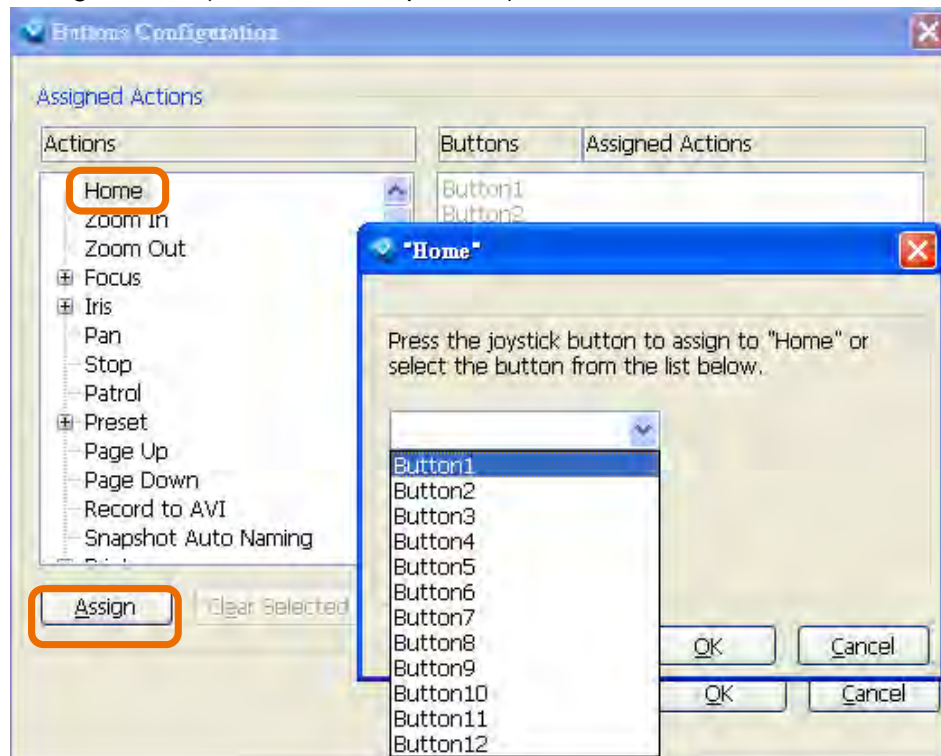 Buttons Configuration
Assigned Actions
Actions
Buttons
Assigned Actions
Home
Zoom In
Zoom Out
Focus
Iris
Pan
Stop
Patrol
Preset
Page Up
Page Down
Record to AVI
Snapshot Auto Naming
Button1
Button2
"Home"
Press the joystick button to assign to "Home" or
select the button from the list below.
Button1
Button2
Button3
Button4
Button5
Button6
Button7
Button8
Button9
Button10
Button11
Button12
OK
Cancel
Assign
Clear Selected
OK
Cancel